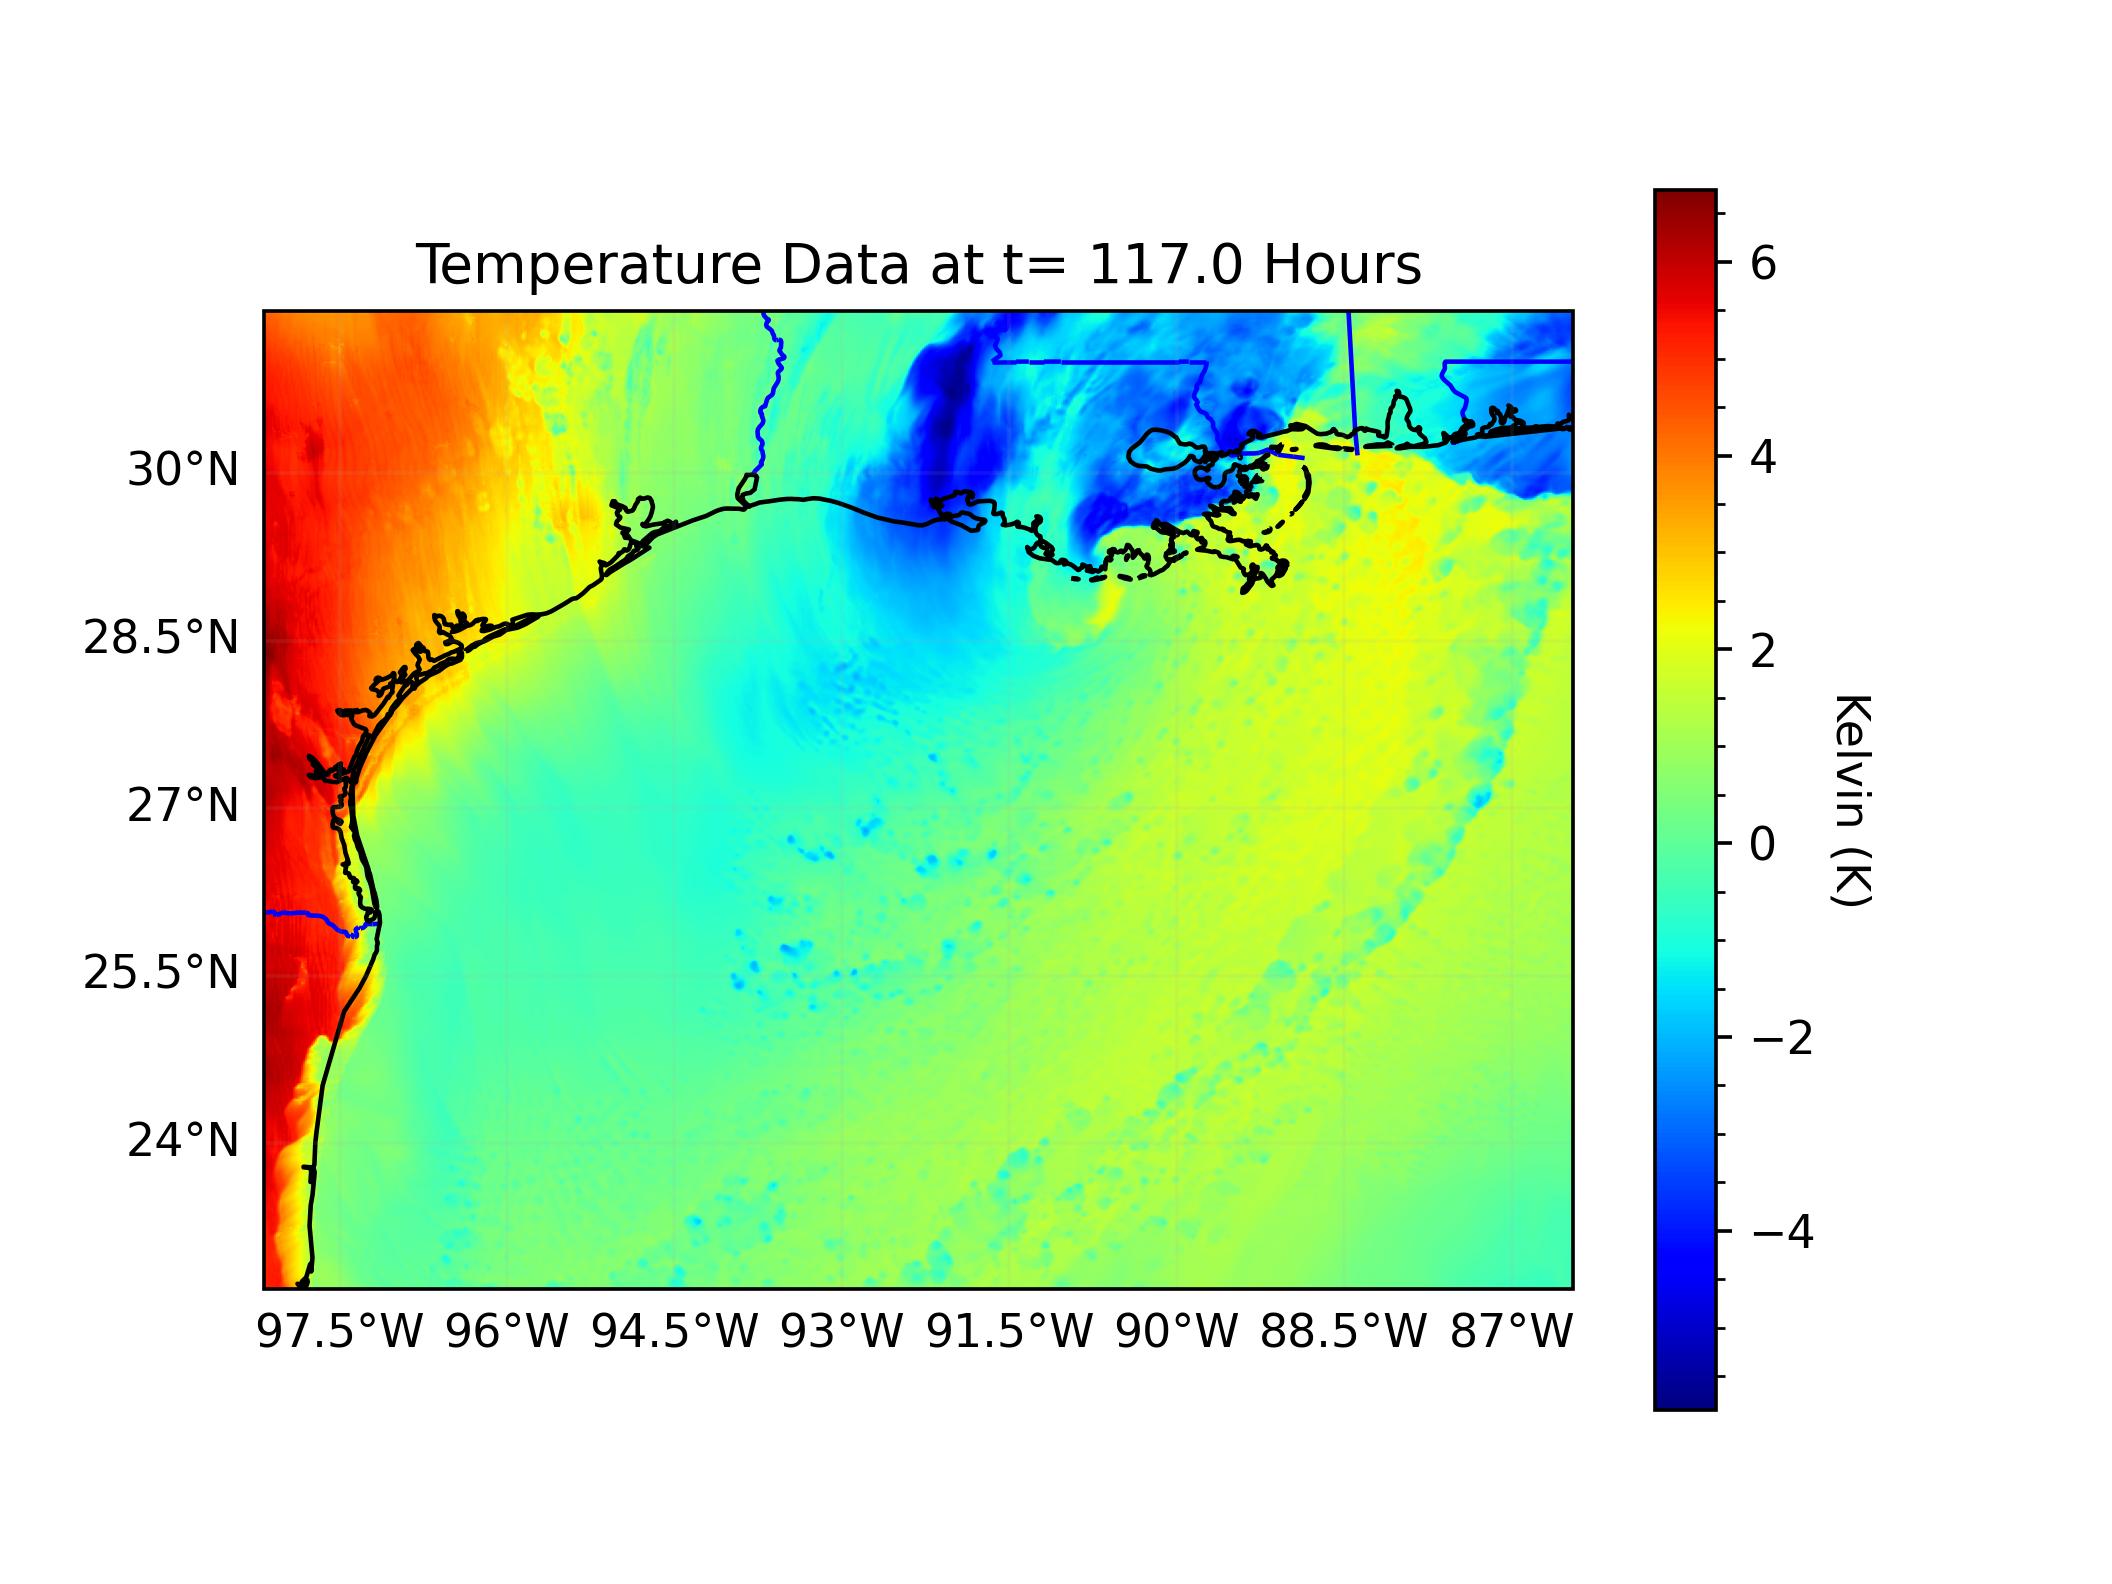 Temperature Data at t= 117.0 Hours
30°N
28.5°N
27°N
25.5°N
24°N
97.5°W 96°W 94.5°W 93°W 91.5°W 90°W 88.5°W 87°W
6
4
2
0
−2
−4
Kelvin (K)